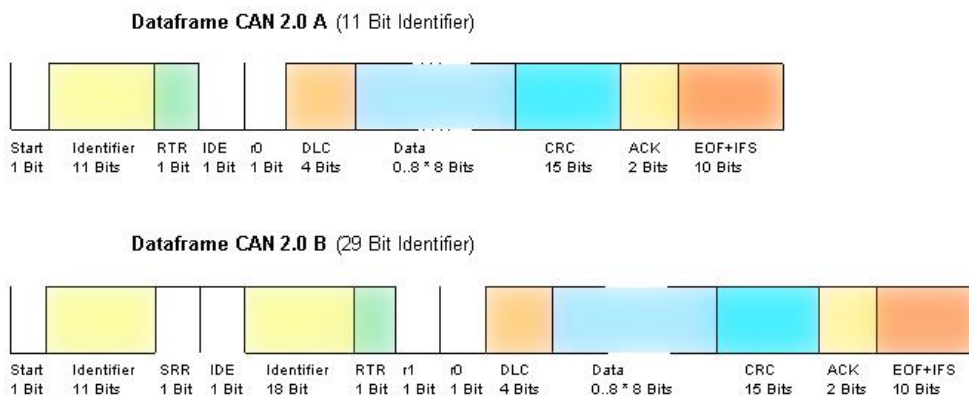 Dataframe CAN 2.0 A (11 Bit Identifier)
Start Identifier RTR IDE r0 DLC Data CRC ACK EOF+IFS
1 Bit 11 Bits 1 Bit 1 Bit 1 Bit 4 Bits 0..8 * 8 Bits 15 Bits 2 Bits 10 Bits
Dataframe CAN 2.0 B (29 Bit Identifier)
Start Identifier SRR IDE Identifier RTR r1 r0 DLC Data CRC ACK EOF+IFS
1 Bit 11 Bits 1 Bit 1 Bit 18 Bit 1 Bit 1 Bit 1 Bit 4 Bits 0..8 * 8 Bits 15 Bits 2 Bits 10 Bits